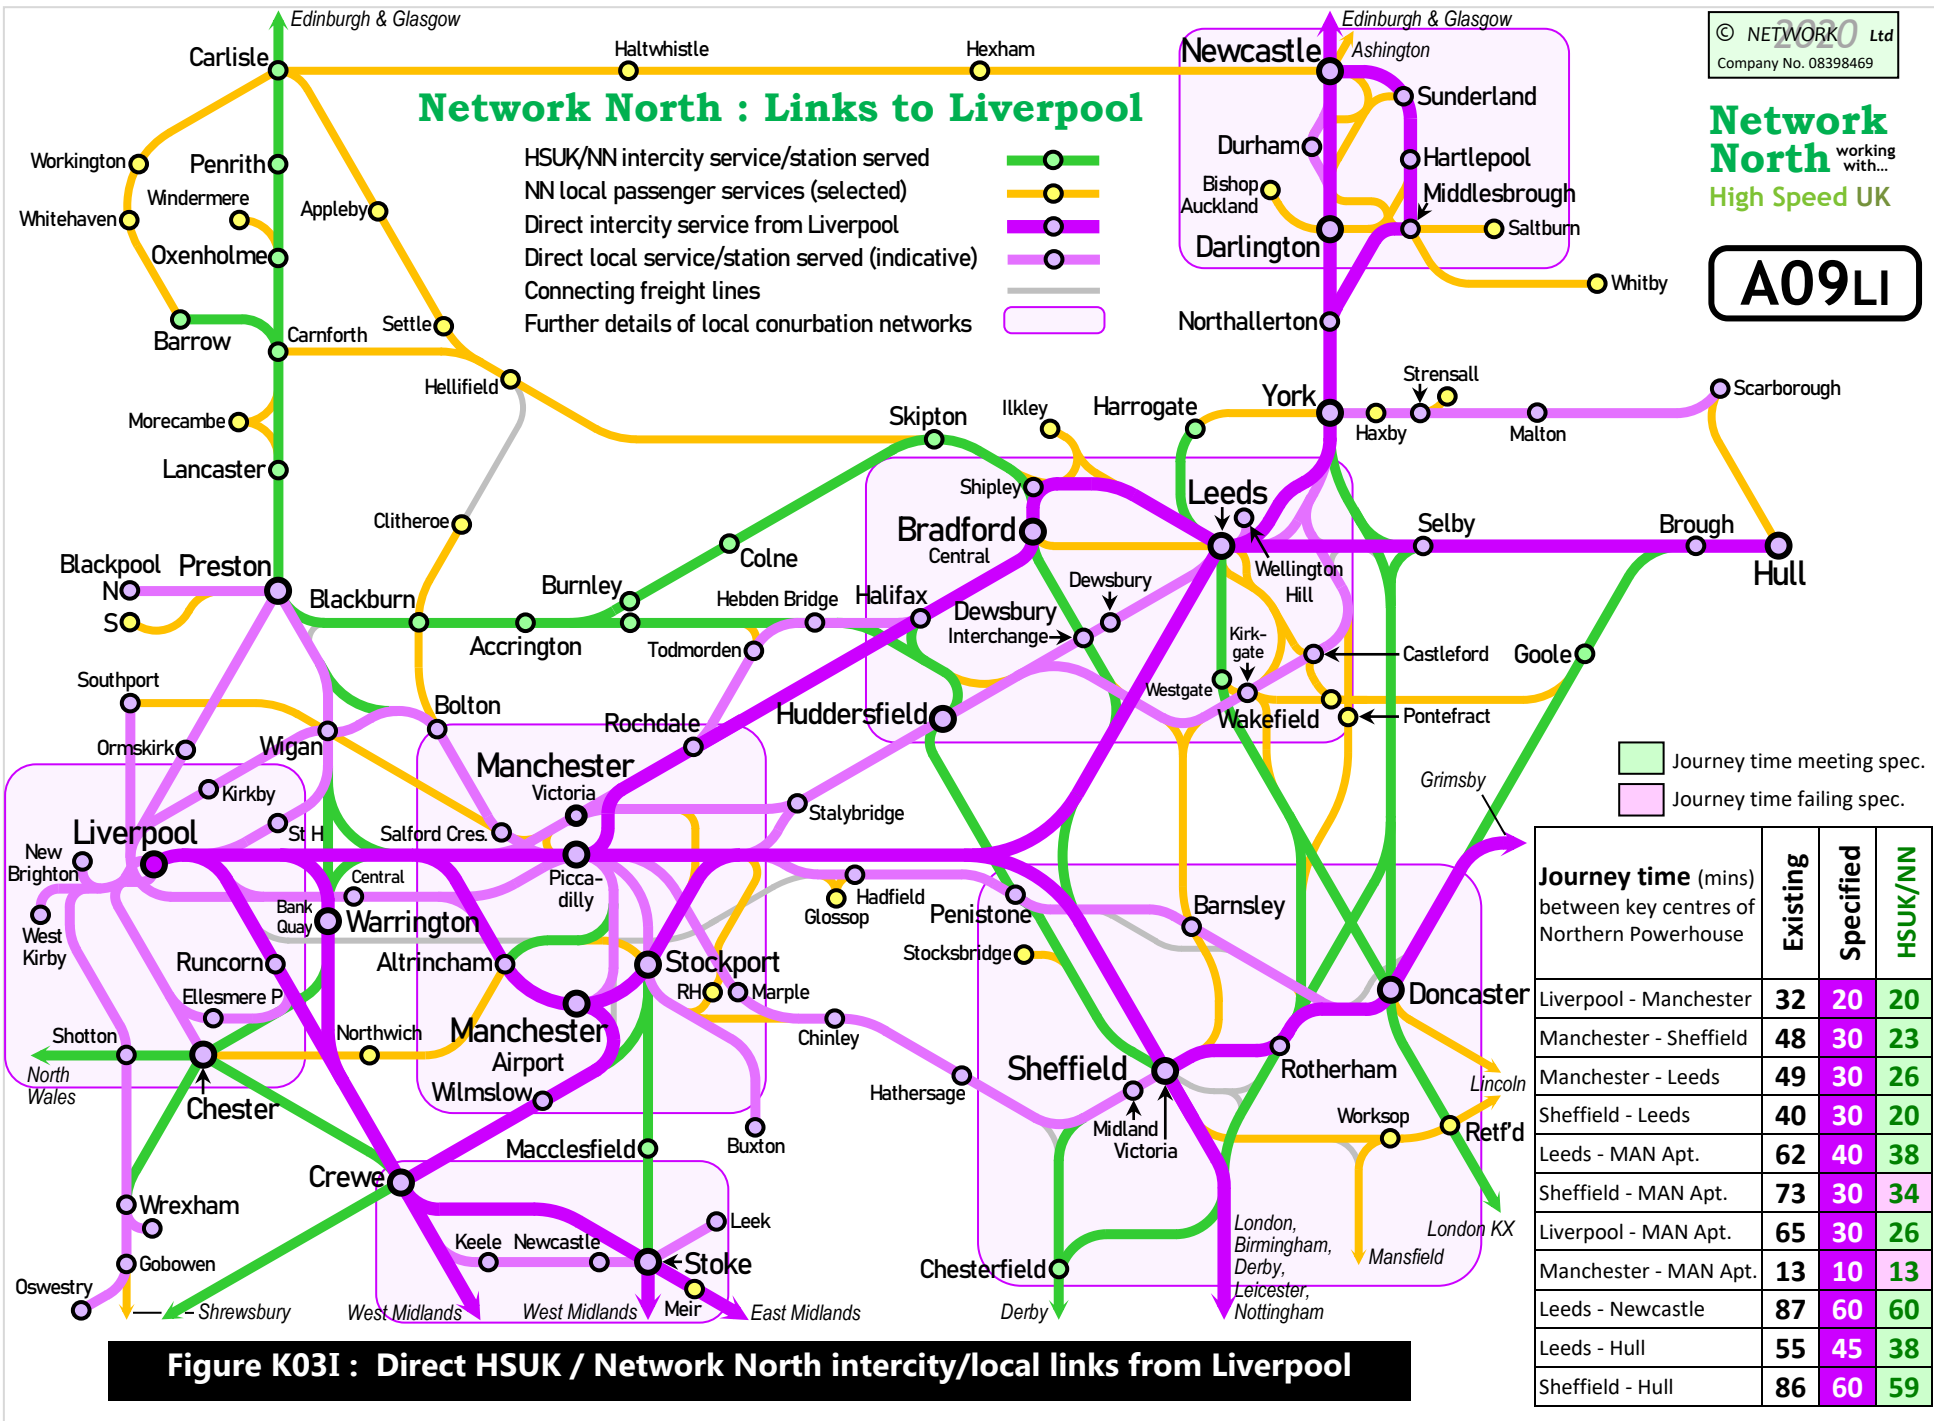 Edinburgh & Glasgow
Edinburgh & Glasgow
© NETWORK 2020 Ltd
Company No. 08398469
Carlisle
Haltwhistle
Hexham
Newcastle
Ashington
Network North : Links to Liverpool
Sunderland
Network
North working
with...
High Speed UK
HSUK/NN intercity service/station served
NN local passenger services (selected)
Direct intercity service from Liverpool
Direct local service/station served (indicative)
Connecting freight lines
Further details of local conurbation networks
Workington
Penrith
Windermere
Whitehaven
Appleby
Oxenholme
Durham
Hartlepool
Bishop
Auckland
Middlesbrough
Saltburn
Darlington
Whitby
A09LI
Barrow
Carnforth
Settle
Northallerton
Hellifield
Morecambe
Lancaster
Skipton
Ilkley
Harrogate
York
Strensall
Haxby
Malton
Scarborough
Clitheroe
Shipley
Leeds
Bradford
Central
Selby
Brough
Hull
Blackpool
N
S
Preston
Blackburn
Burnley
Colne
Accrington
Hebden Bridge
Todmorden
Halifax
Dewsbury
Dewsbury
Interchange
Wellington
Hill
Kirk-
gate
Castleford
Goole
Westgate
Wakefield
Pontefract
Southport
Ormskirk
Wigan
Bolton
Rochdale
Huddersfield
Kirkby
Manchester
Victoria
Stalybridge
Liverpool
St H
Salford Cres.
New
Brighton
Central
Picca-
dilly
Hadfield
Glossop
Penistone
Barnsley
Grimsby
West
Kirby
Bank
Quay
Warrington
Runcorn
Altrincham
Stockport
Stocksbridge
Ellesmere P
RH
Marple
Doncaster
Shotton
Northwich
Manchester
Airport
Chinley
North
Wales
Chester
Wilmslow
Hathersage
Sheffield
Rotherham
Midland
Victoria
Worksop
Lincoln
Retf'd
Macclesfield
Buxton
Crewe
Wrexham
Leek
Keele
Newcastle
Stoke
Gobowen
Oswestry
Meir
Shrewsbury
West Midlands
West Midlands
East Midlands
Chesterfield
Derby
London,
Birmingham,
Derby,
Leicester,
Nottingham
Mansfield
London KX
Journey time meeting spec.
Journey time failing spec.
Journey time (mins)
between key centres of
Northern Powerhouse
Existing Specified HSUK/NN
Liverpool - Manchester 32 20 20
Manchester - Sheffield 48 30 23
Manchester - Leeds 49 30 26
Sheffield - Leeds 40 30 20
Leeds - MAN Apt. 62 40 38
Sheffield - MAN Apt. 73 30 34
Liverpool - MAN Apt. 65 30 26
Manchester - MAN Apt. 13 10 13
Leeds - Newcastle 87 60 60
Leeds - Hull 55 45 38
Sheffield - Hull 86 60 59
Figure K03I : Direct HSUK / Network North intercity/local links from Liverpool